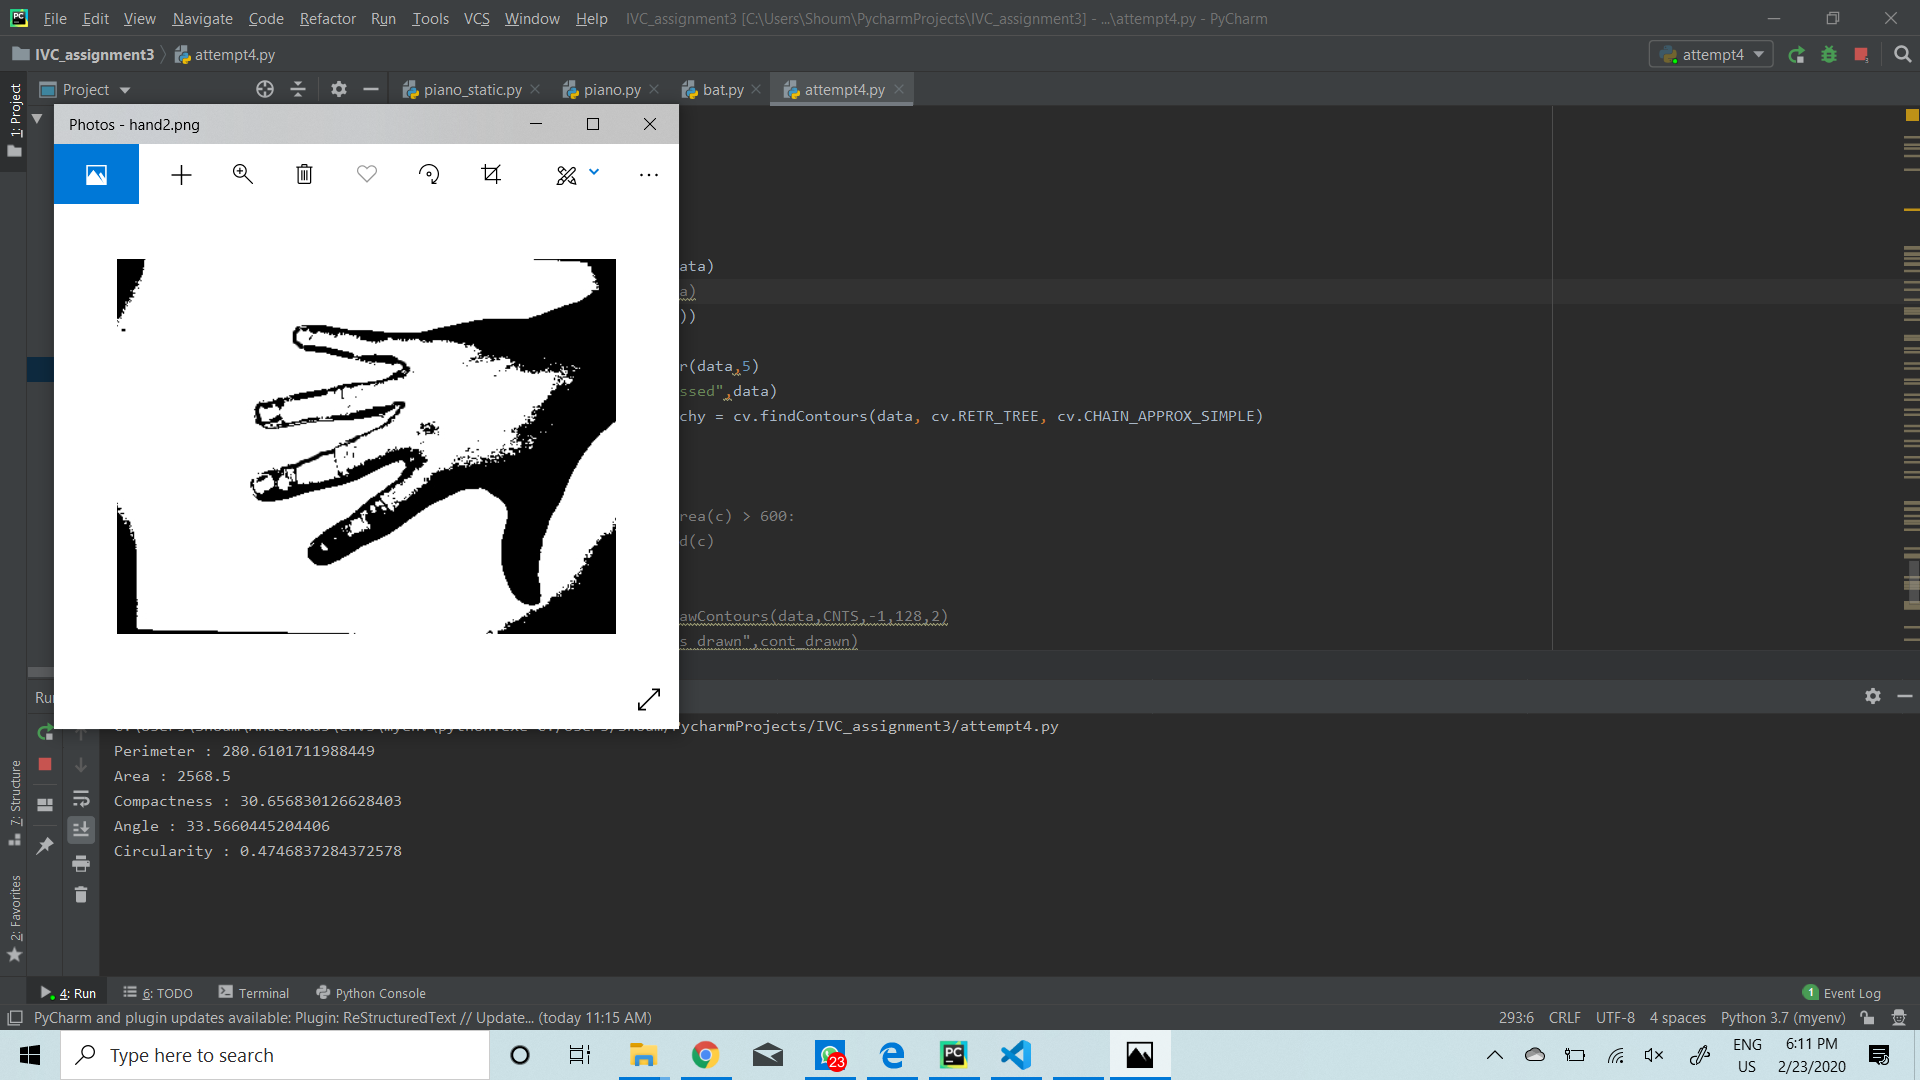 File Edit View Navigate Code Refactor Run Tools VCS Window Help IVC_assignment3 [C:\Users\Shoum\PycharmProjects\IVC_assignment3] - ...\attempt4.py - PyCharm
IVC_assignment3 attempt4.py attempt4
Project piano_static.py piano.py bat.py attempt4.py
1: Project
Photos - hand2.png
ata)
a)
))
r(data,5)
ssed",data)
chy = cv.findContours(data, cv.RETR_TREE, cv.CHAIN_APPROX_SIMPLE)
rea(c) > 600:
d(c)
awContours(data,CNTS,-1,128,2)
s drawn",cont_drawn)
Ru
ycharmProjects/IVC_assignment3/attempt4.py
Perimeter : 280.6101711988449
Area : 2568.5
Compactness : 30.656830126628403
Angle : 33.5660445204406
Circularity : 0.4746837284372578
7: Structure
2: Favorites
4: Run 6: TODO Terminal Python Console 1 Event Log
PyCharm and plugin updates available: Plugin: ReStructuredText // Update... (today 11:15 AM) 293:6 CRLF UTF-8 4 spaces Python 3.7 (myenv)
Type here to search 23 PC ENG 6:11 PM
US 2/23/2020